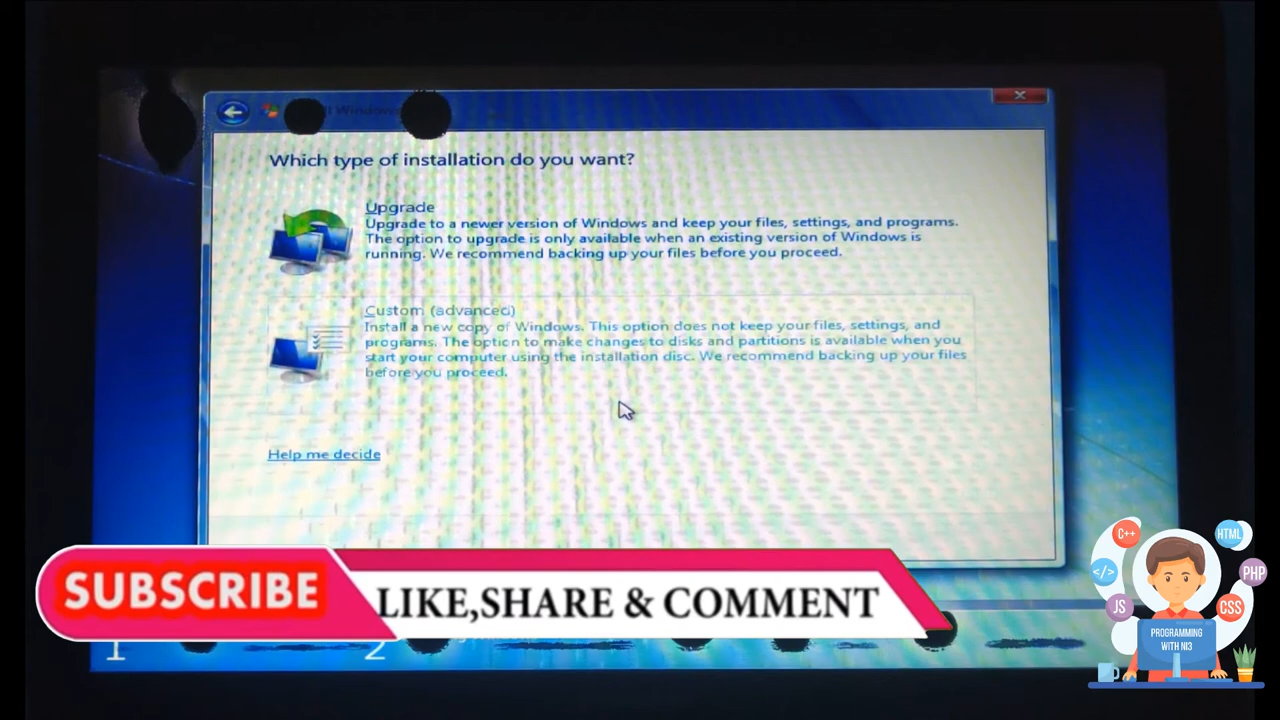 Windows
Which type of installation do you want?
Upgrade
Upgrade to a newer version of Windows and keep your files, settings, and programs.
The option to upgrade is only available when an existing version of Windows is
running. We recommend backing up your files before you proceed.
Custom (advanced)
Install a new copy of Windows. This option does not keep your files, settings, and
programs. The option to make changes to disks and partitions is available when you
start your computer using the installation disc. We recommend backing up your files
before you proceed.
Help me decide
SUBSCRIBE
LIKE,SHARE & COMMENT
1
2
C++
HTML
</>
PHP
JS
CSS
PROGRAMMING
WITH NI3